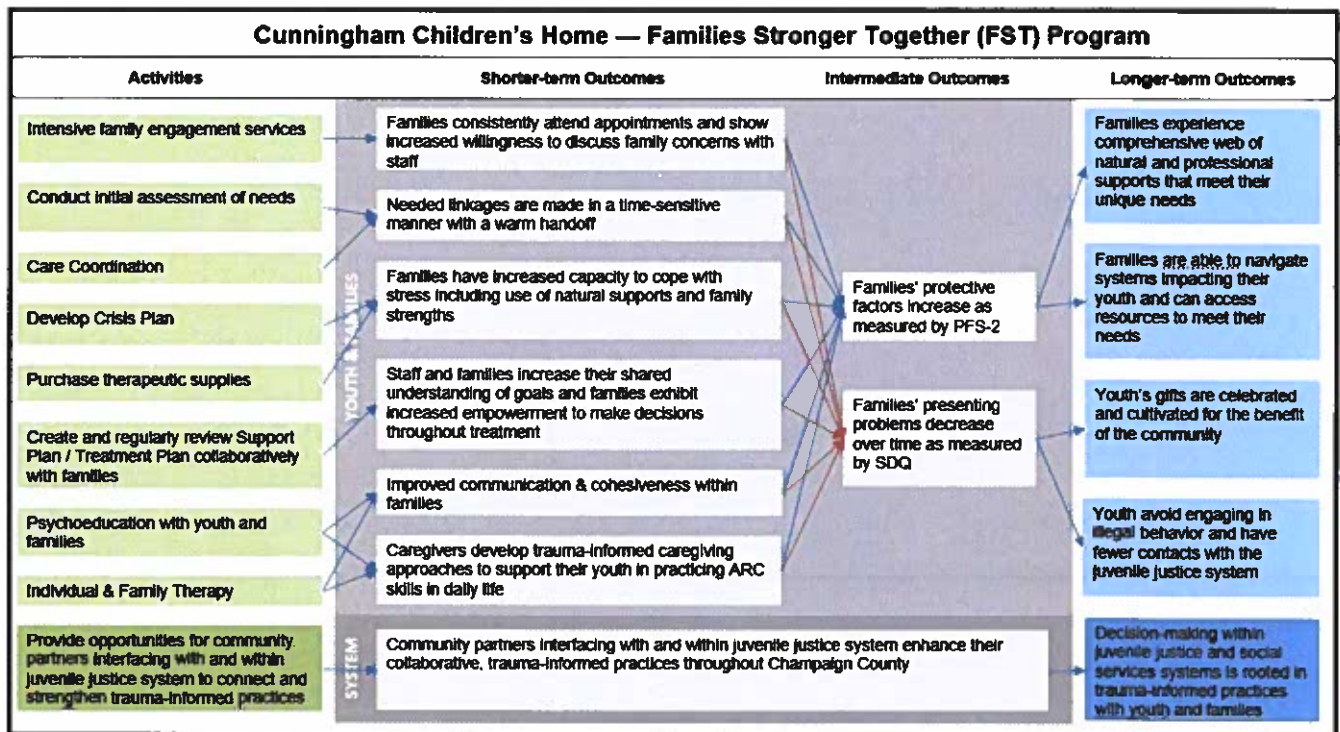 Cunningham Children's Home — Families Stronger Together (FST) Program
Activities
Shorter-term Outcomes
Intermediate Outcomes
Longer-term Outcomes
Intensive family engagement services
Conduct initial assessment of needs
Care Coordination
Develop Crisis Plan
Purchase therapeutic supplies
Create and regularly review Support
Plan / Treatment Plan collaboratively
with families
Psychoeducation with youth and
families
Individual & Family Therapy
YOUTH & FAMILIES
Families consistently attend appointments and show
increased willingness to discuss family concerns with
staff
Needed linkages are made in a time-sensitive
manner with a warm handoff
Families have increased capacity to cope with
stress including use of natural supports and family
strengths
Staff and families increase their shared
understanding of goals and families exhibit
increased empowerment to make decisions
throughout treatment
Improved communication & cohesiveness within
families
Caregivers develop trauma-informed caregiving
approaches to support their youth in practicing ARC
skills in daily life
Families' protective
factors increase as
measured by PFS-2
Families' presenting
problems decrease
over time as measured
by SDQ
Families experience
comprehensive web of
natural and professional
supports that meet their
unique needs
Families are able to navigate
systems impacting their
youth and can access
resources to meet their
needs
Youth's gifts are celebrated
and cultivated for the benefit
of the community
Youth avoid engaging in
illegal behavior and have
fewer contacts with the
juvenile justice system
Provide opportunities for community
partners interfacing with and within
juvenile justice system to connect and
strengthen trauma-informed practices
SYSTEM
Community partners interfacing with and within juvenile justice system enhance their
collaborative, trauma-informed practices throughout Champaign County
Decision-making within
juvenile justice and social
services systems is rooted in
trauma-informed practices
with youth and families